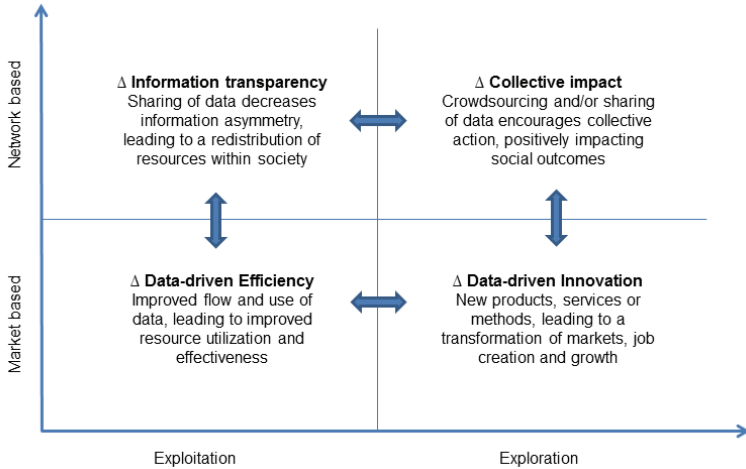 Network based
Δ Information transparency
Sharing of data decreases
information asymmetry,
leading to a redistribution of
resources within society
Δ Collective impact
Crowdsourcing and/or sharing
of data encourages collective
action, positively impacting
social outcomes
Market based
Δ Data-driven Efficiency
Improved flow and use of
data, leading to improved
resource utilization and
effectiveness
Δ Data-driven Innovation
New products, services or
methods, leading to a
transformation of markets, job
creation and growth
Exploitation
Exploration